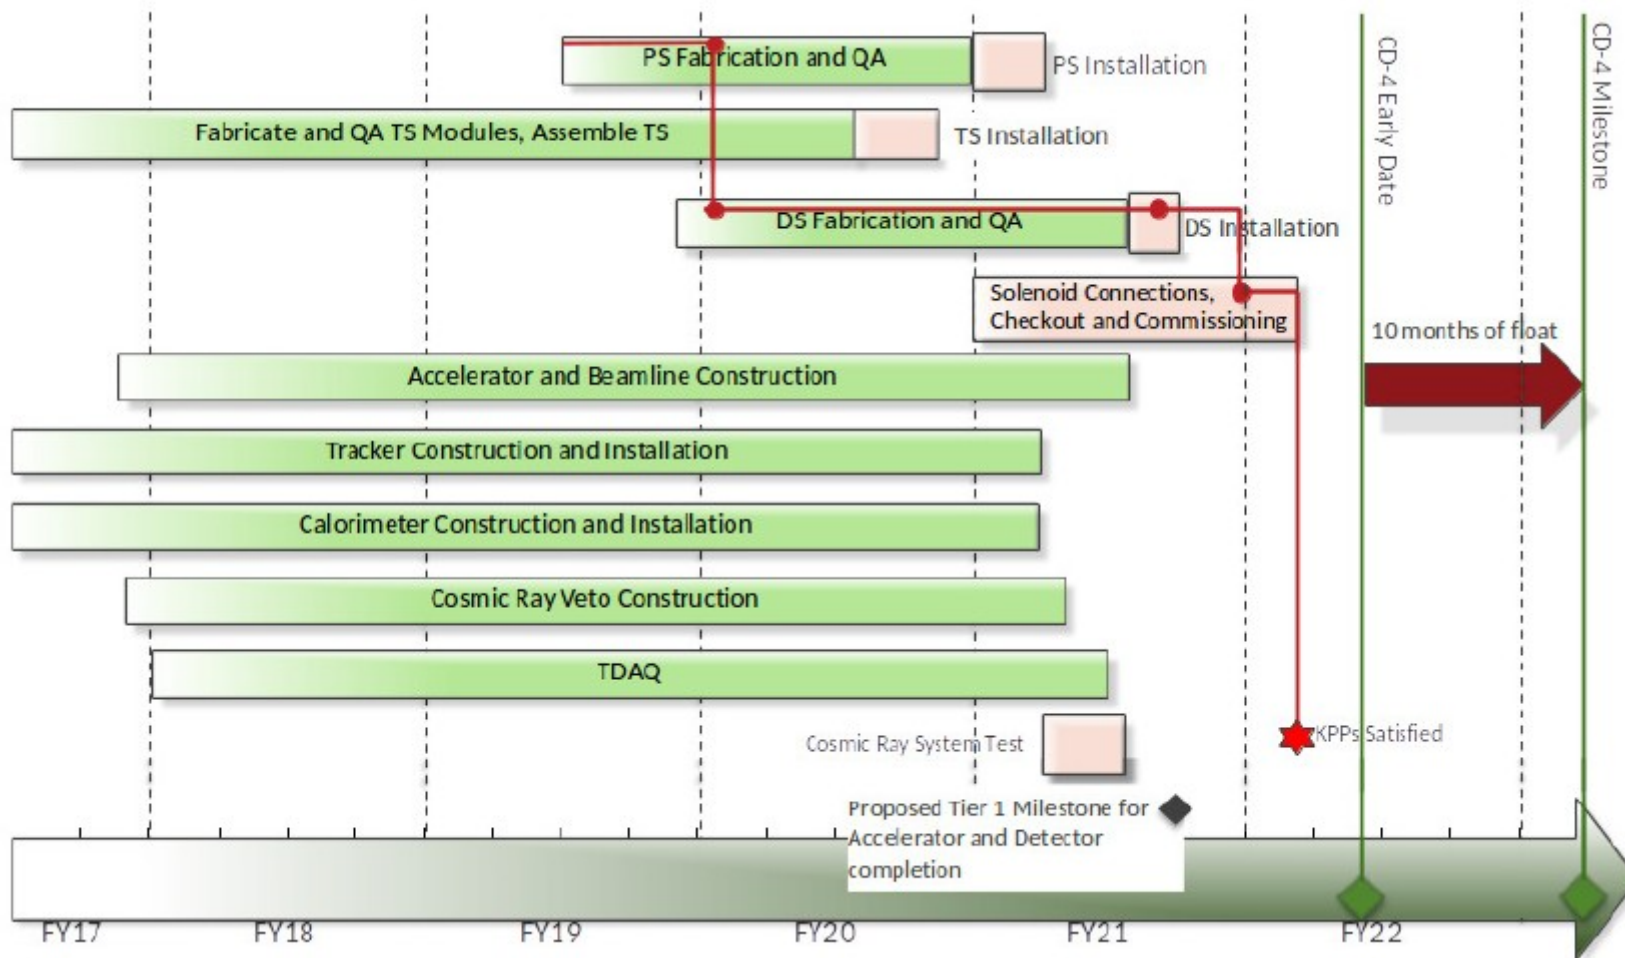 PS Fabrication and QA
PS Installation
Fabricate and QA TS Modules, Assemble TS
TS Installation
DS Fabrication and QA
DS Installation
Solenoid Connections,
Checkout and Commissioning
CD-4 Early Date
CD-4 Milestone
10 months of float
Accelerator and Beamline Construction
Tracker Construction and Installation
Calorimeter Construction and Installation
Cosmic Ray Veto Construction
TDAQ
Cosmic Ray System Test
KPPs Satisfied
Proposed Tier 1 Milestone for
Accelerator and Detector
completion
FY17
FY18
FY19
FY20
FY21
FY22